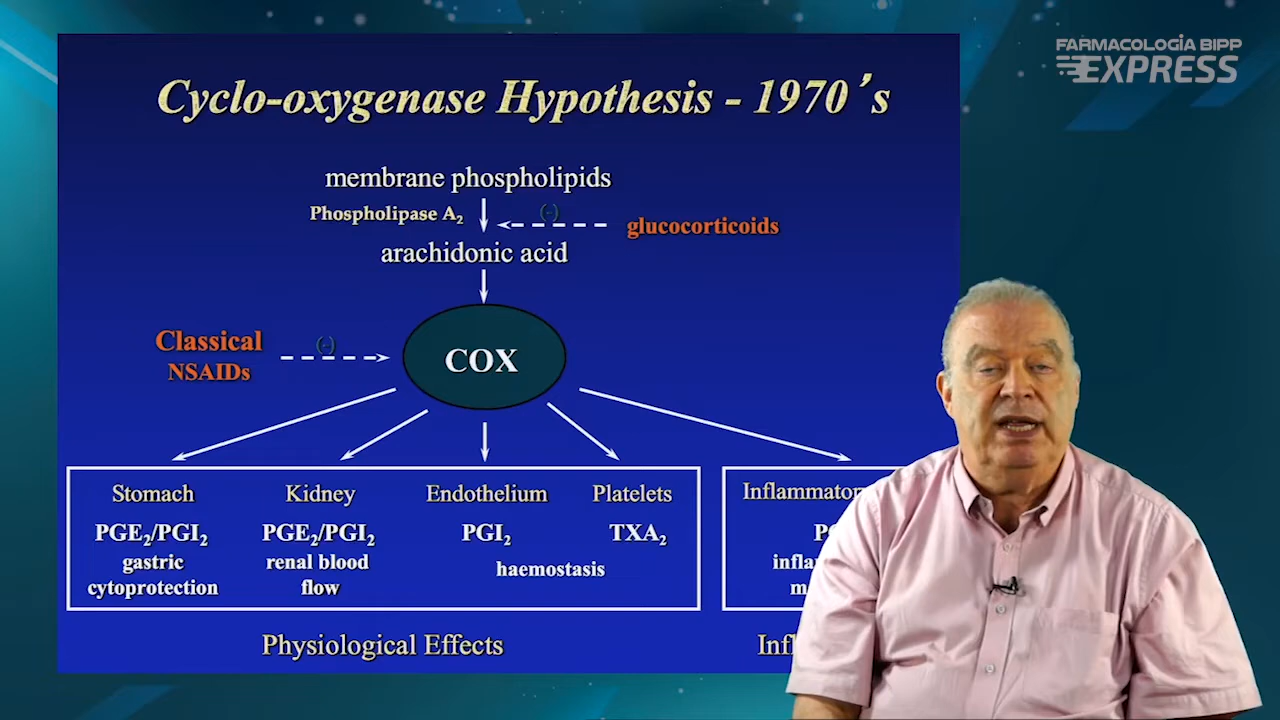 FARMACOLOGÍA BIPP
EXPRESS
Cyclo-oxygenase Hypothesis - 1970´s
membrane phospholipids
Phospholipase A₂
(-)
glucocorticoids
arachidonic acid
Classical
NSAIDs
(-)
COX
Stomach
PGE₂/PGI₂
gastric
cytoprotection
Kidney
PGE₂/PGI₂
renal blood
flow
Endothelium
PGI₂
Platelets
TXA₂
haemostasis
Physiological Effects